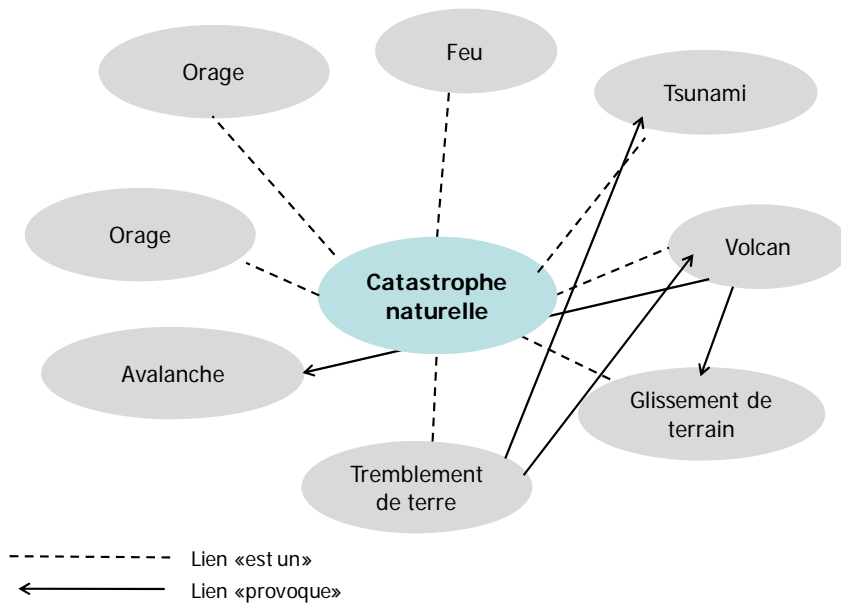 Orage
Feu
Tsunami
Orage
Volcan
Catastrophe
naturelle
Avalanche
Glissement de
terrain
Tremblement
de terre
Lien «est un»
Lien «provoque»